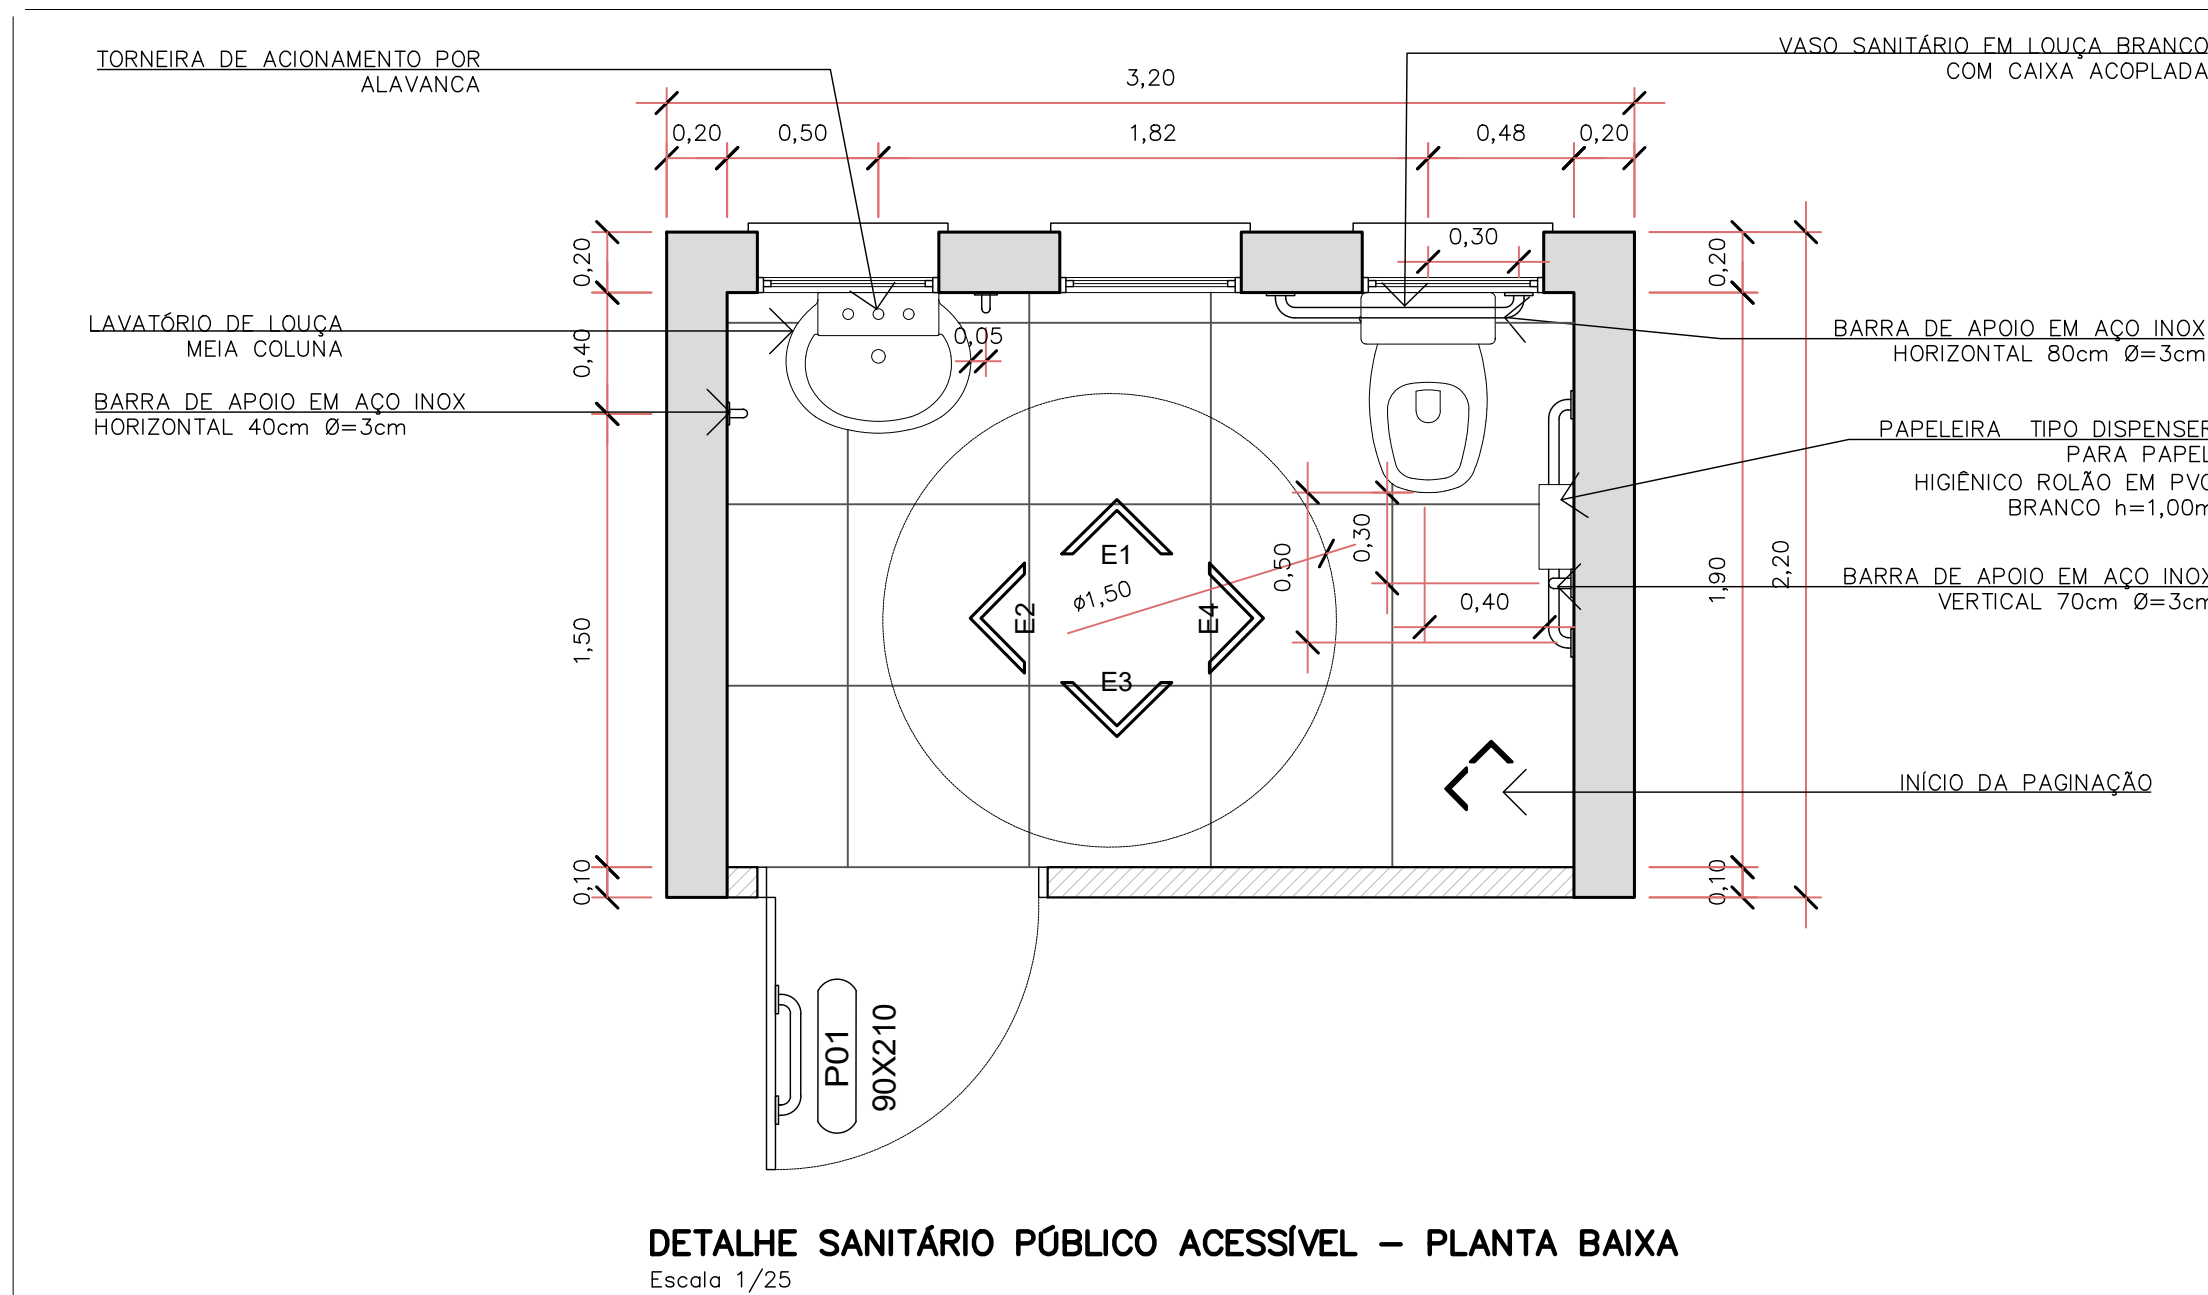 TORNEIRA DE ACIONAMENTO POR
ALAVANCA
VASO SANITÁRIO EM LOUÇA BRANCO
COM CAIXA ACOPLADA
3,20
0,20
0,50
1,82
0,48
0,20
0,30
0,20
0,20
LAVATÓRIO DE LOUÇA
MEIA COLUNA
0,40
0,05
BARRA DE APOIO EM AÇO INOX
HORIZONTAL 80cm Ø=3cm
BARRA DE APOIO EM AÇO INOX
HORIZONTAL 40cm Ø=3cm
PAPELEIRA TIPO DISPENSER
PARA PAPEL
HIGIÊNICO ROLÃO EM PVC
BRANCO h=1,00m
E1
0,50
0,30
1,90
2,20
BARRA DE APOIO EM AÇO INOX
VERTICAL 70cm Ø=3cm
ø1,50
0,40
E2
E4
1,50
E3
INÍCIO DA PAGINAÇÃO
0,10
0,10
P01
90X210
DETALHE SANITÁRIO PÚBLICO ACESSÍVEL – PLANTA BAIXA
Escala 1/25